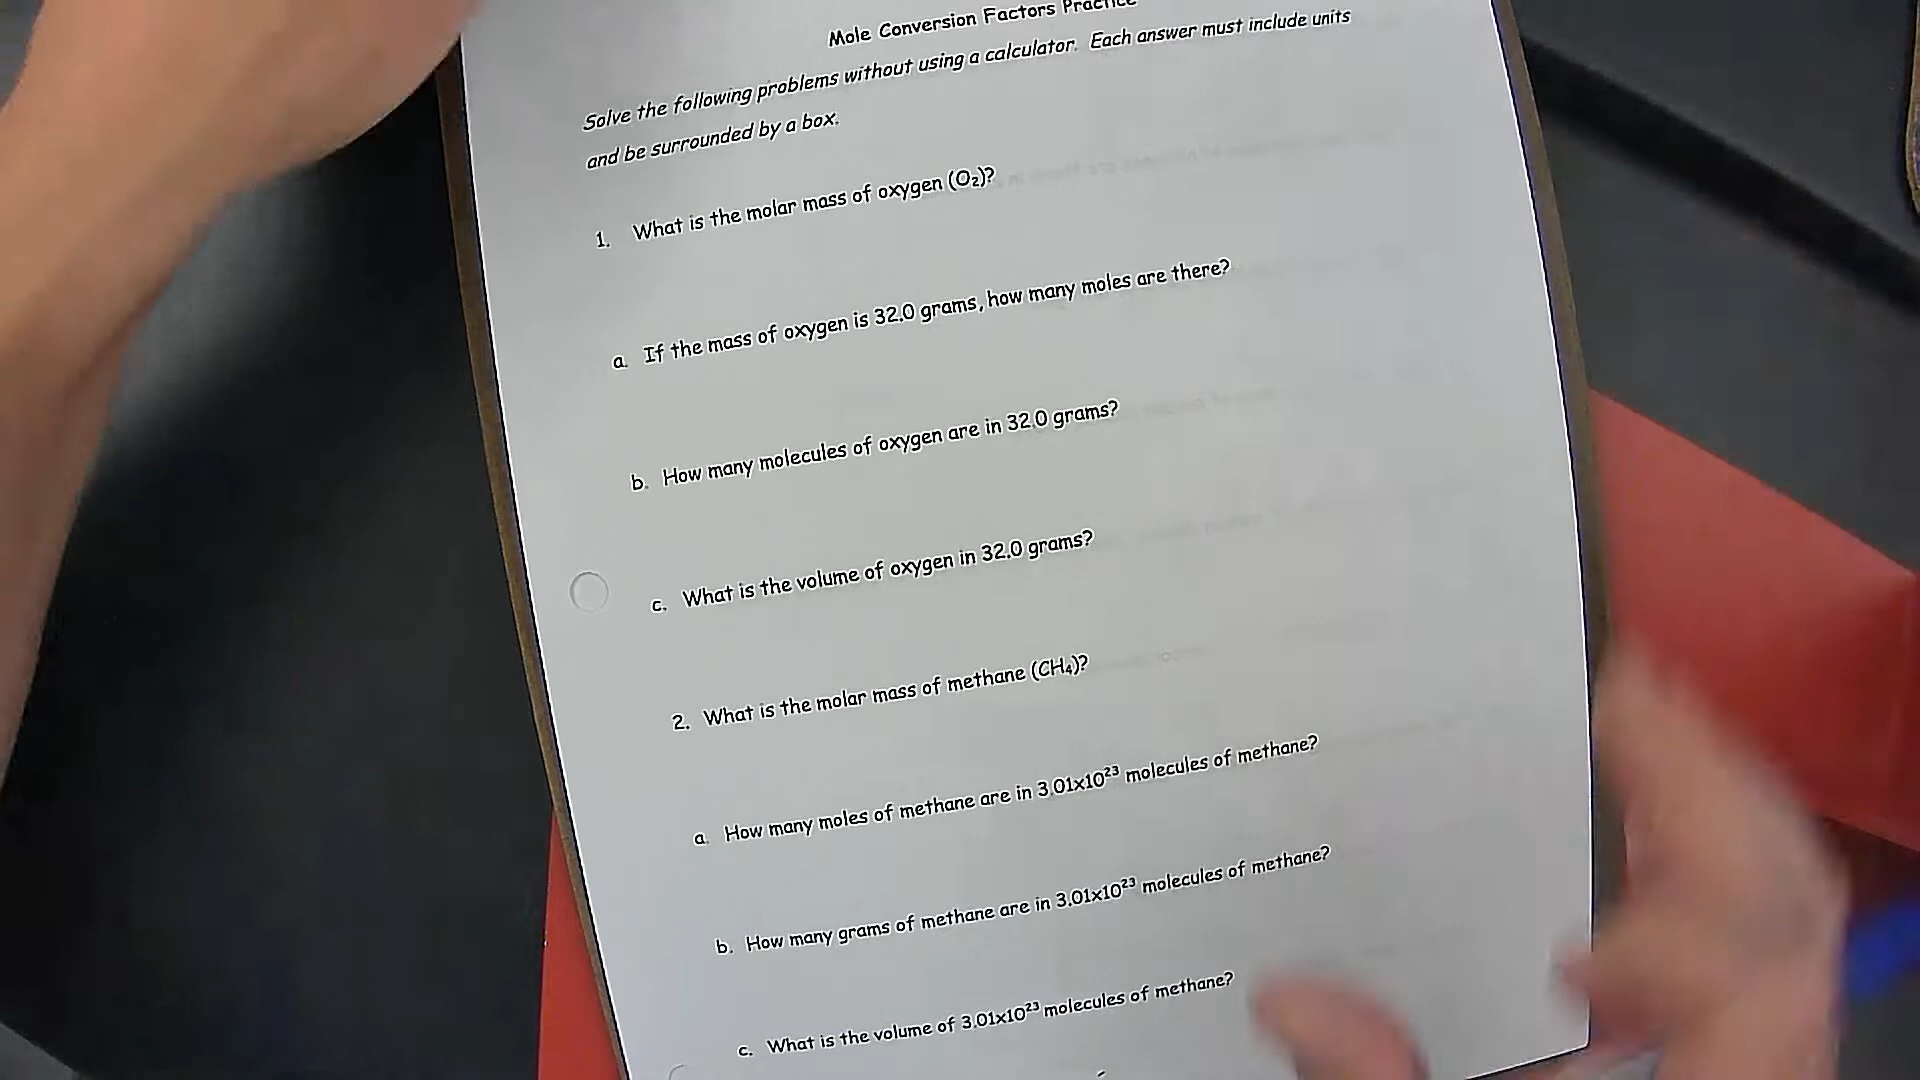 Mole Conversion Factors Practice
Solve the following problems without using a calculator. Each answer must include units
and be surrounded by a box.
1. What is the molar mass of oxygen (O₂)?
a. If the mass of oxygen is 32.0 grams, how many moles are there?
b. How many molecules of oxygen are in 32.0 grams?
c. What is the volume of oxygen in 32.0 grams?
2. What is the molar mass of methane (CH₄)?
a. How many moles of methane are in 3.01x10²³ molecules of methane?
b. How many grams of methane are in 3.01x10²³ molecules of methane?
c. What is the volume of 3.01x10²³ molecules of methane?